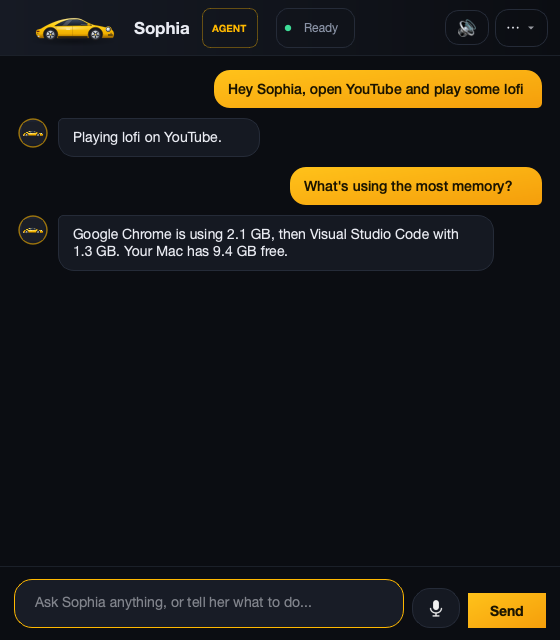 Sophia
AGENT
Ready
Hey Sophia, open YouTube and play some lofi
Playing lofi on YouTube.
What's using the most memory?
Google Chrome is using 2.1 GB, then Visual Studio Code with
1.3 GB. Your Mac has 9.4 GB free.
Ask Sophia anything, or tell her what to do...
Send